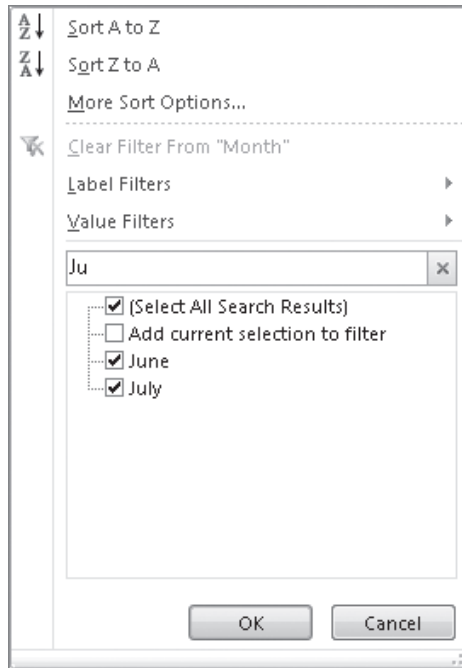 Sort A to Z
Sort Z to A
More Sort Options...
Clear Filter From "Month"
Label Filters
Value Filters
Ju
(Select All Search Results)
Add current selection to filter
June
July
OK
Cancel